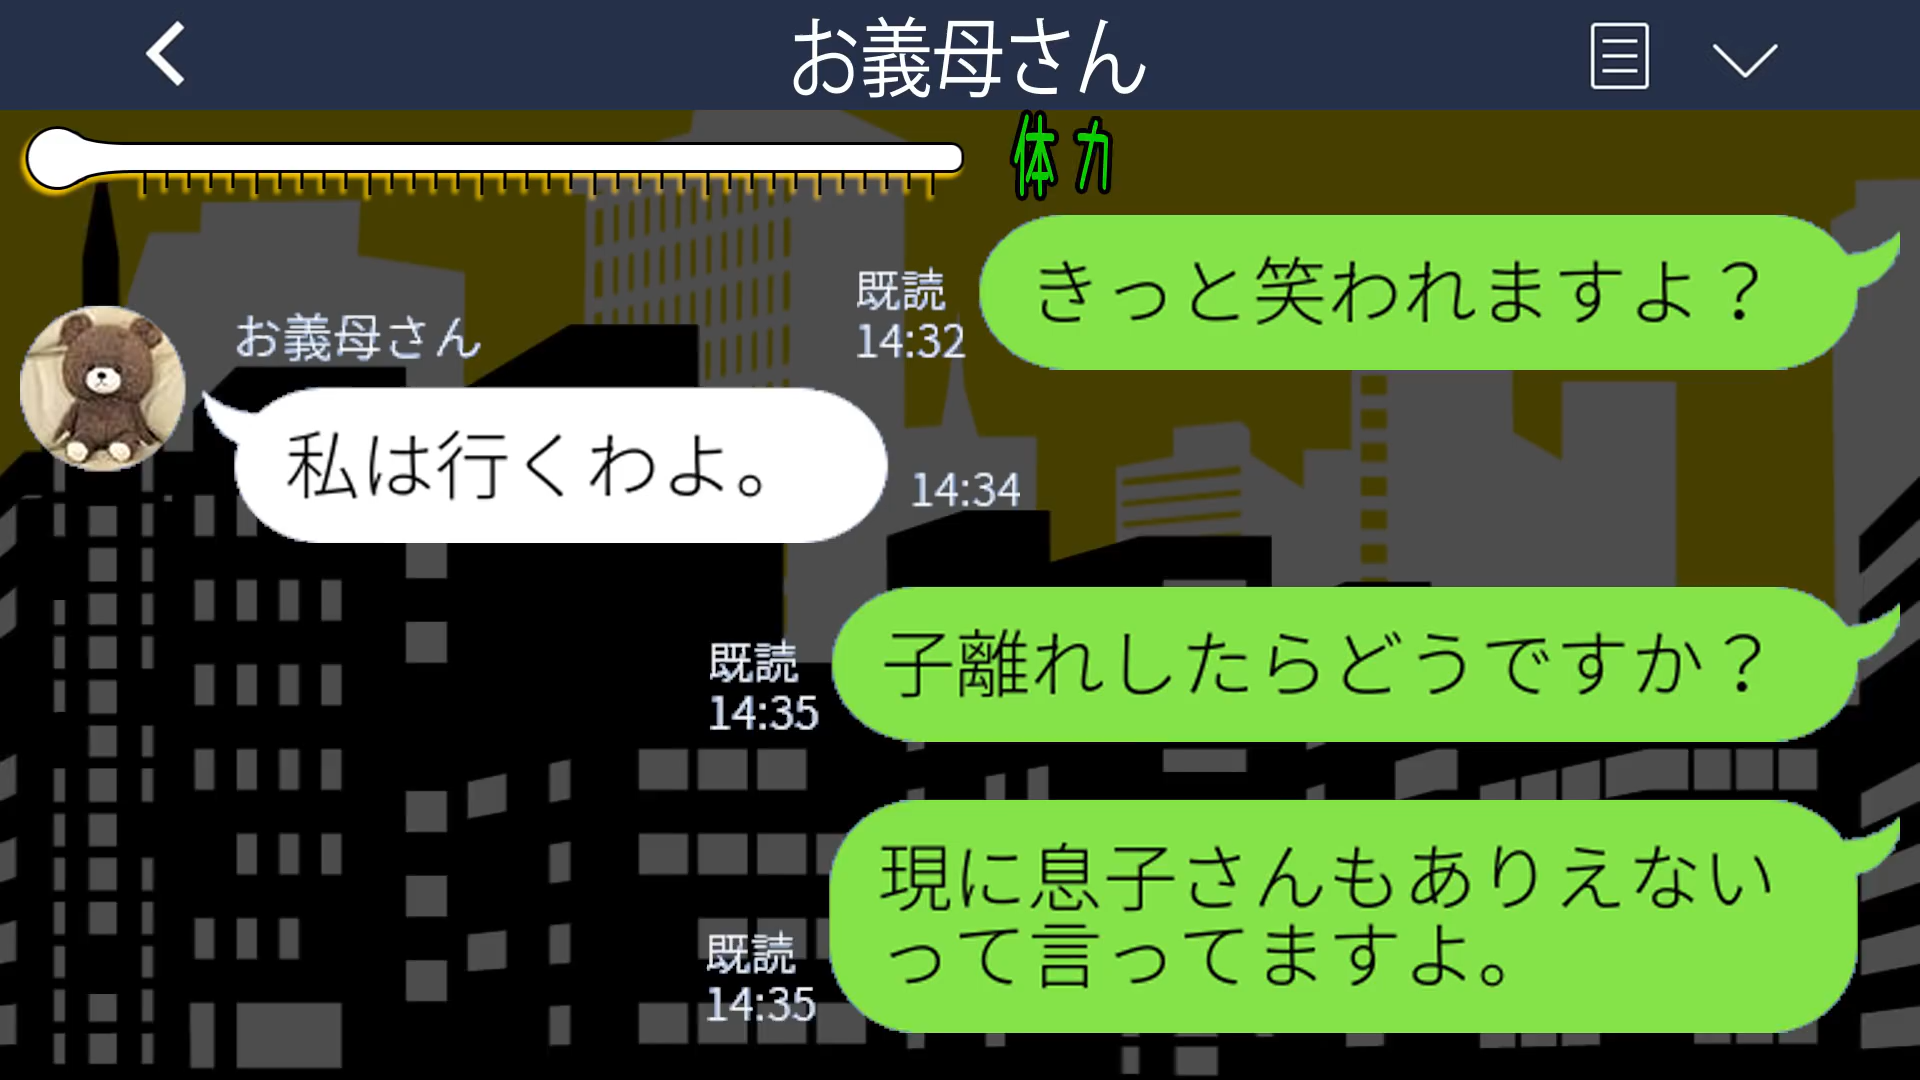 お義母さん
体力
きっと笑われますよ？
既読
14:32
お義母さん
私は行くわよ。
14:34
子離れしたらどうですか？
既読
14:35
現に息子さんもありえない
って言ってますよ。
既読
14:35